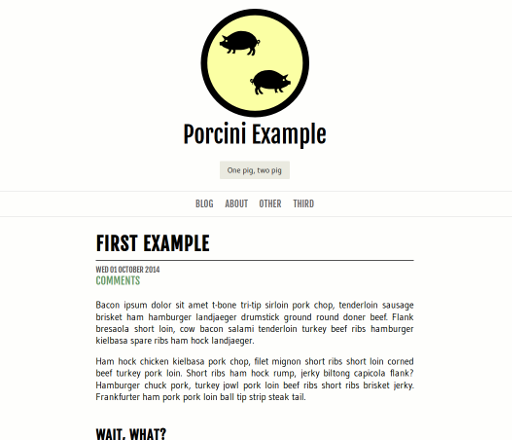 Porcini Example
One pig, two pig
BLOG ABOUT OTHER THIRD
FIRST EXAMPLE
WED 01 OCTOBER 2014
COMMENTS
Bacon ipsum dolor sit amet t-bone tri-tip sirloin pork chop, tenderloin sausage
brisket ham hamburger landjaeger drumstick ground round doner beef. Flank
bresaola short loin, cow bacon salami tenderloin turkey beef ribs hamburger
kielbasa spare ribs ham hock landjaeger.
Ham hock chicken kielbasa pork chop, filet mignon short ribs short loin corned
beef turkey pork loin. Short ribs ham hock rump, jerky biltong capicola flank?
Hamburger chuck pork, turkey jowl pork loin beef ribs short ribs brisket jerky.
Frankfurter ham pork pork loin ball tip strip steak tail.
WAIT, WHAT?